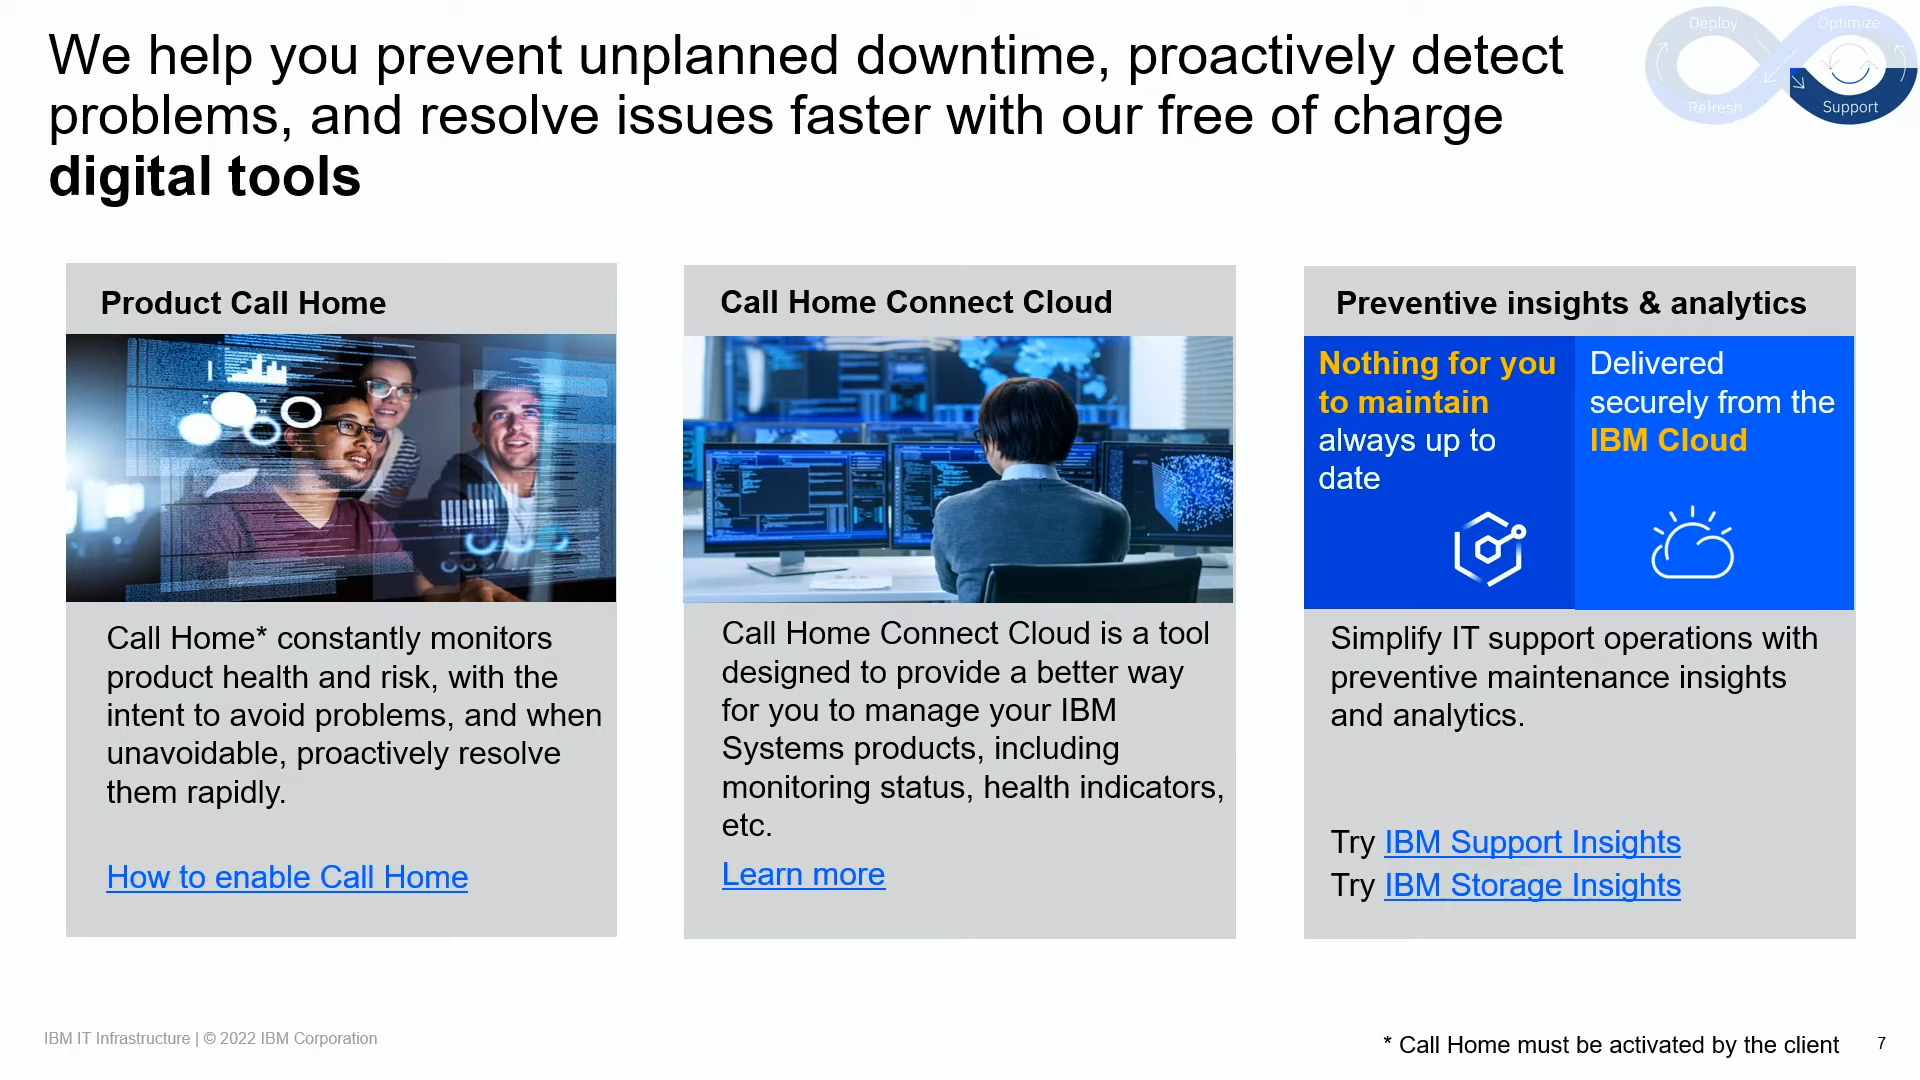 We help you prevent unplanned downtime, proactively detect
problems, and resolve issues faster with our free of charge
digital tools
Deploy
Optimize
Refresh
Support
Product Call Home
Call Home* constantly monitors
product health and risk, with the
intent to avoid problems, and when
unavoidable, proactively resolve
them rapidly.
How to enable Call Home
Call Home Connect Cloud
Call Home Connect Cloud is a tool
designed to provide a better way
for you to manage your IBM
Systems products, including
monitoring status, health indicators,
etc.
Learn more
Preventive insights & analytics
Nothing for you
to maintain
always up to
date
Delivered
securely from the
IBM Cloud
Simplify IT support operations with
preventive maintenance insights
and analytics.
Try IBM Support Insights
Try IBM Storage Insights
IBM IT Infrastructure | © 2022 IBM Corporation
* Call Home must be activated by the client
7